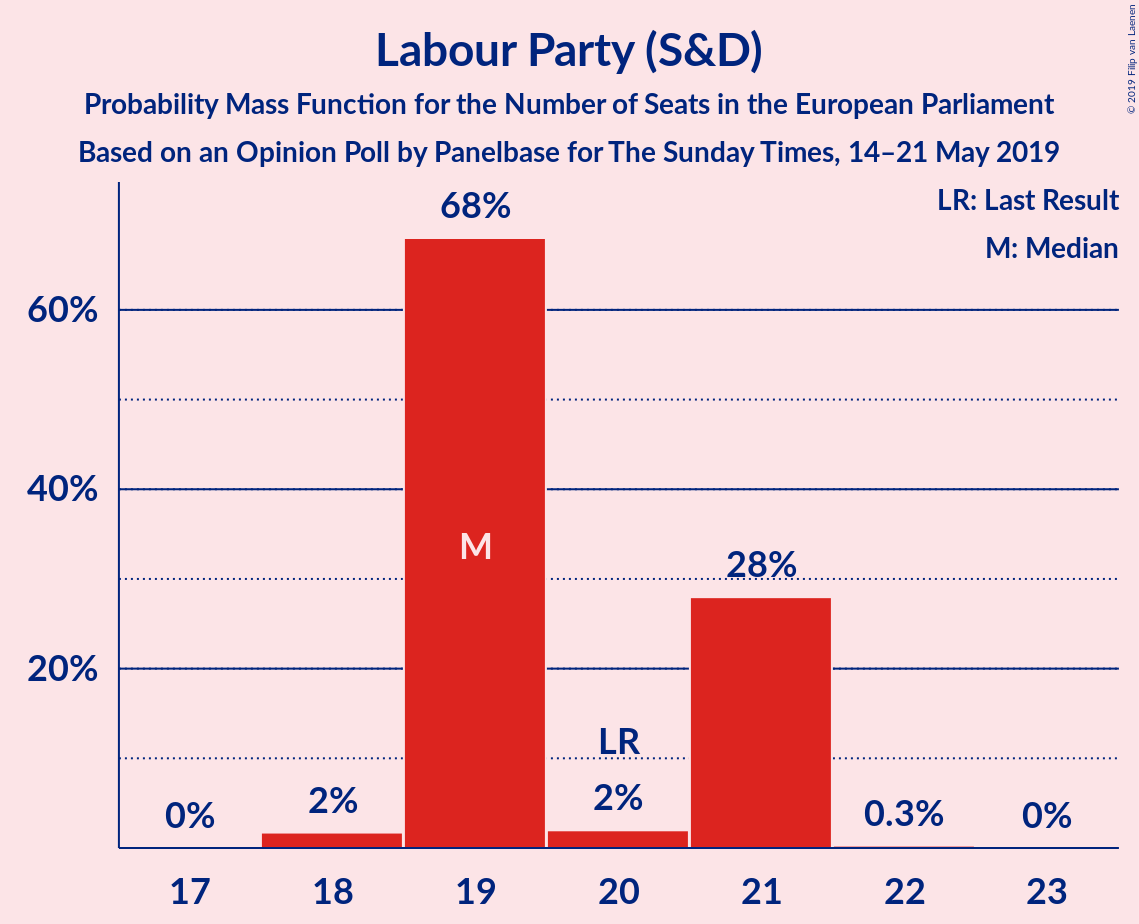 Labour Party (S&D)
Probability Mass Function for the Number of Seats in the European Parliament
Based on an Opinion Poll by Panelbase for The Sunday Times, 14–21 May 2019
© 2019 Filip van Laenen
LR: Last Result
M: Median
68%
60%
40%
M
28%
20%
LR
0%
2%
2%
0.3%
0%
17
18
19
20
21
22
23